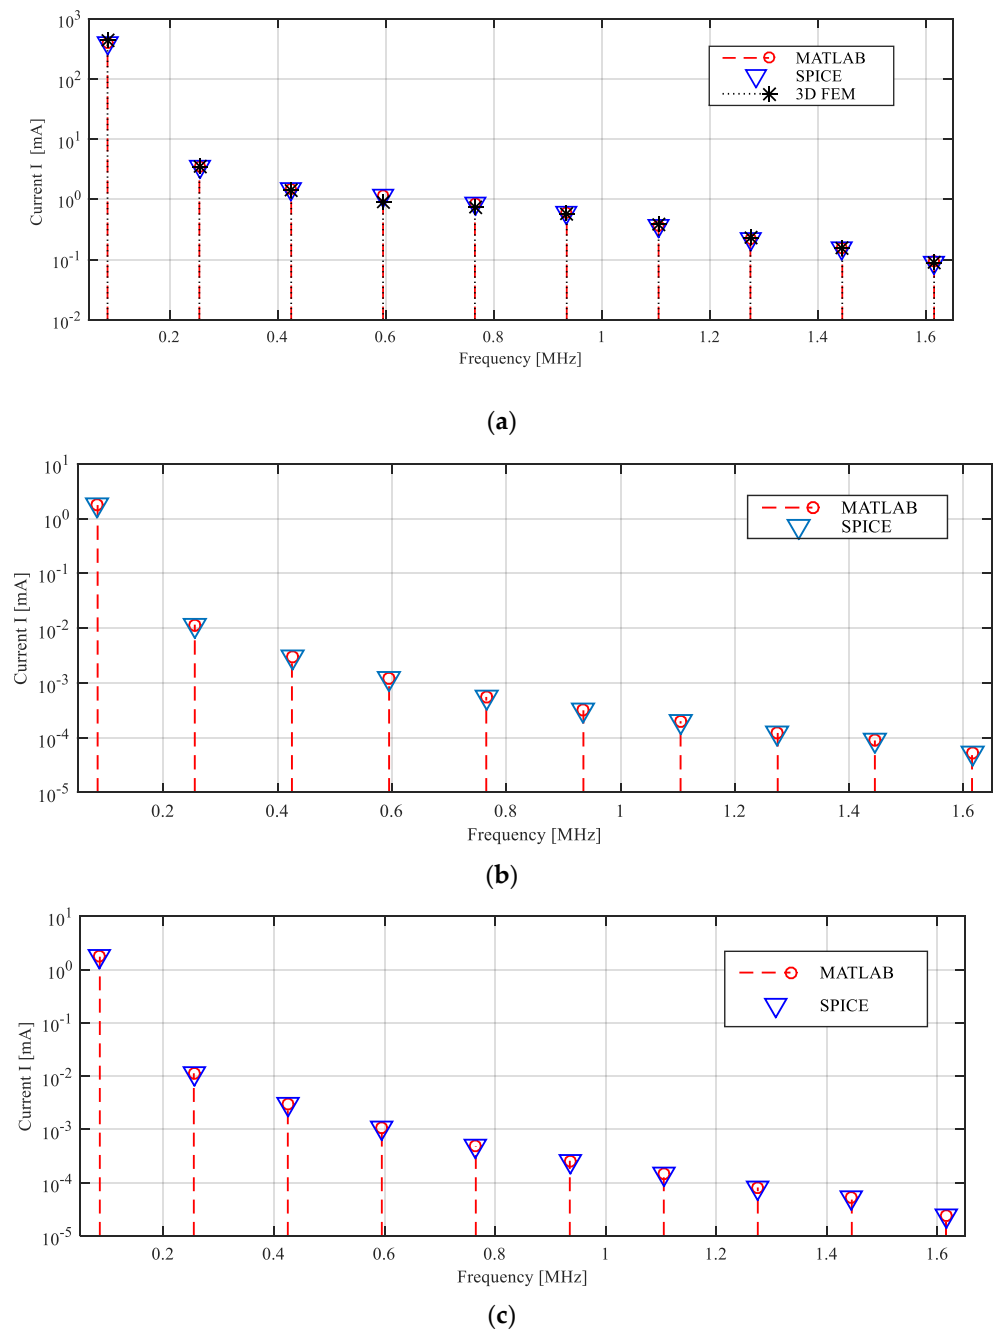 10^3
10^2
10^1
10^0
10^-1
10^-2
Current I [mA]
MATLAB
SPICE
3D FEM
0.2 0.4 0.6 0.8 1 1.2 1.4 1.6
Frequency [MHz]
(a)
10^1
10^0
10^-1
10^-2
10^-3
10^-4
10^-5
Current I [mA]
MATLAB
SPICE
0.2 0.4 0.6 0.8 1 1.2 1.4 1.6
Frequency [MHz]
(b)
10^1
10^0
10^-1
10^-2
10^-3
10^-4
10^-5
Current I [mA]
MATLAB
SPICE
0.2 0.4 0.6 0.8 1 1.2 1.4 1.6
Frequency [MHz]
(c)